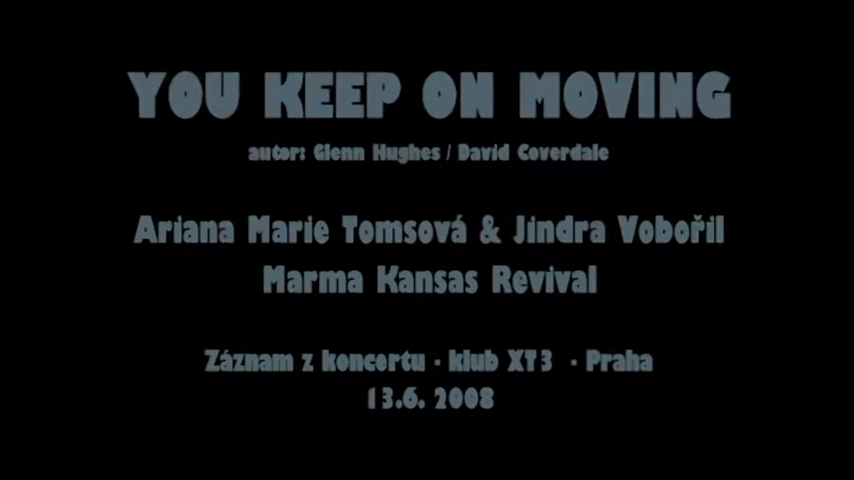 YOU KEEP ON MOVING
autor: Glenn Hughes / David Coverdale
Ariana Marie Tomsová & Jindra Vobořil
Marma Kansas Revival
Záznam z koncertu - klub XT3 - Praha
13.6. 2008